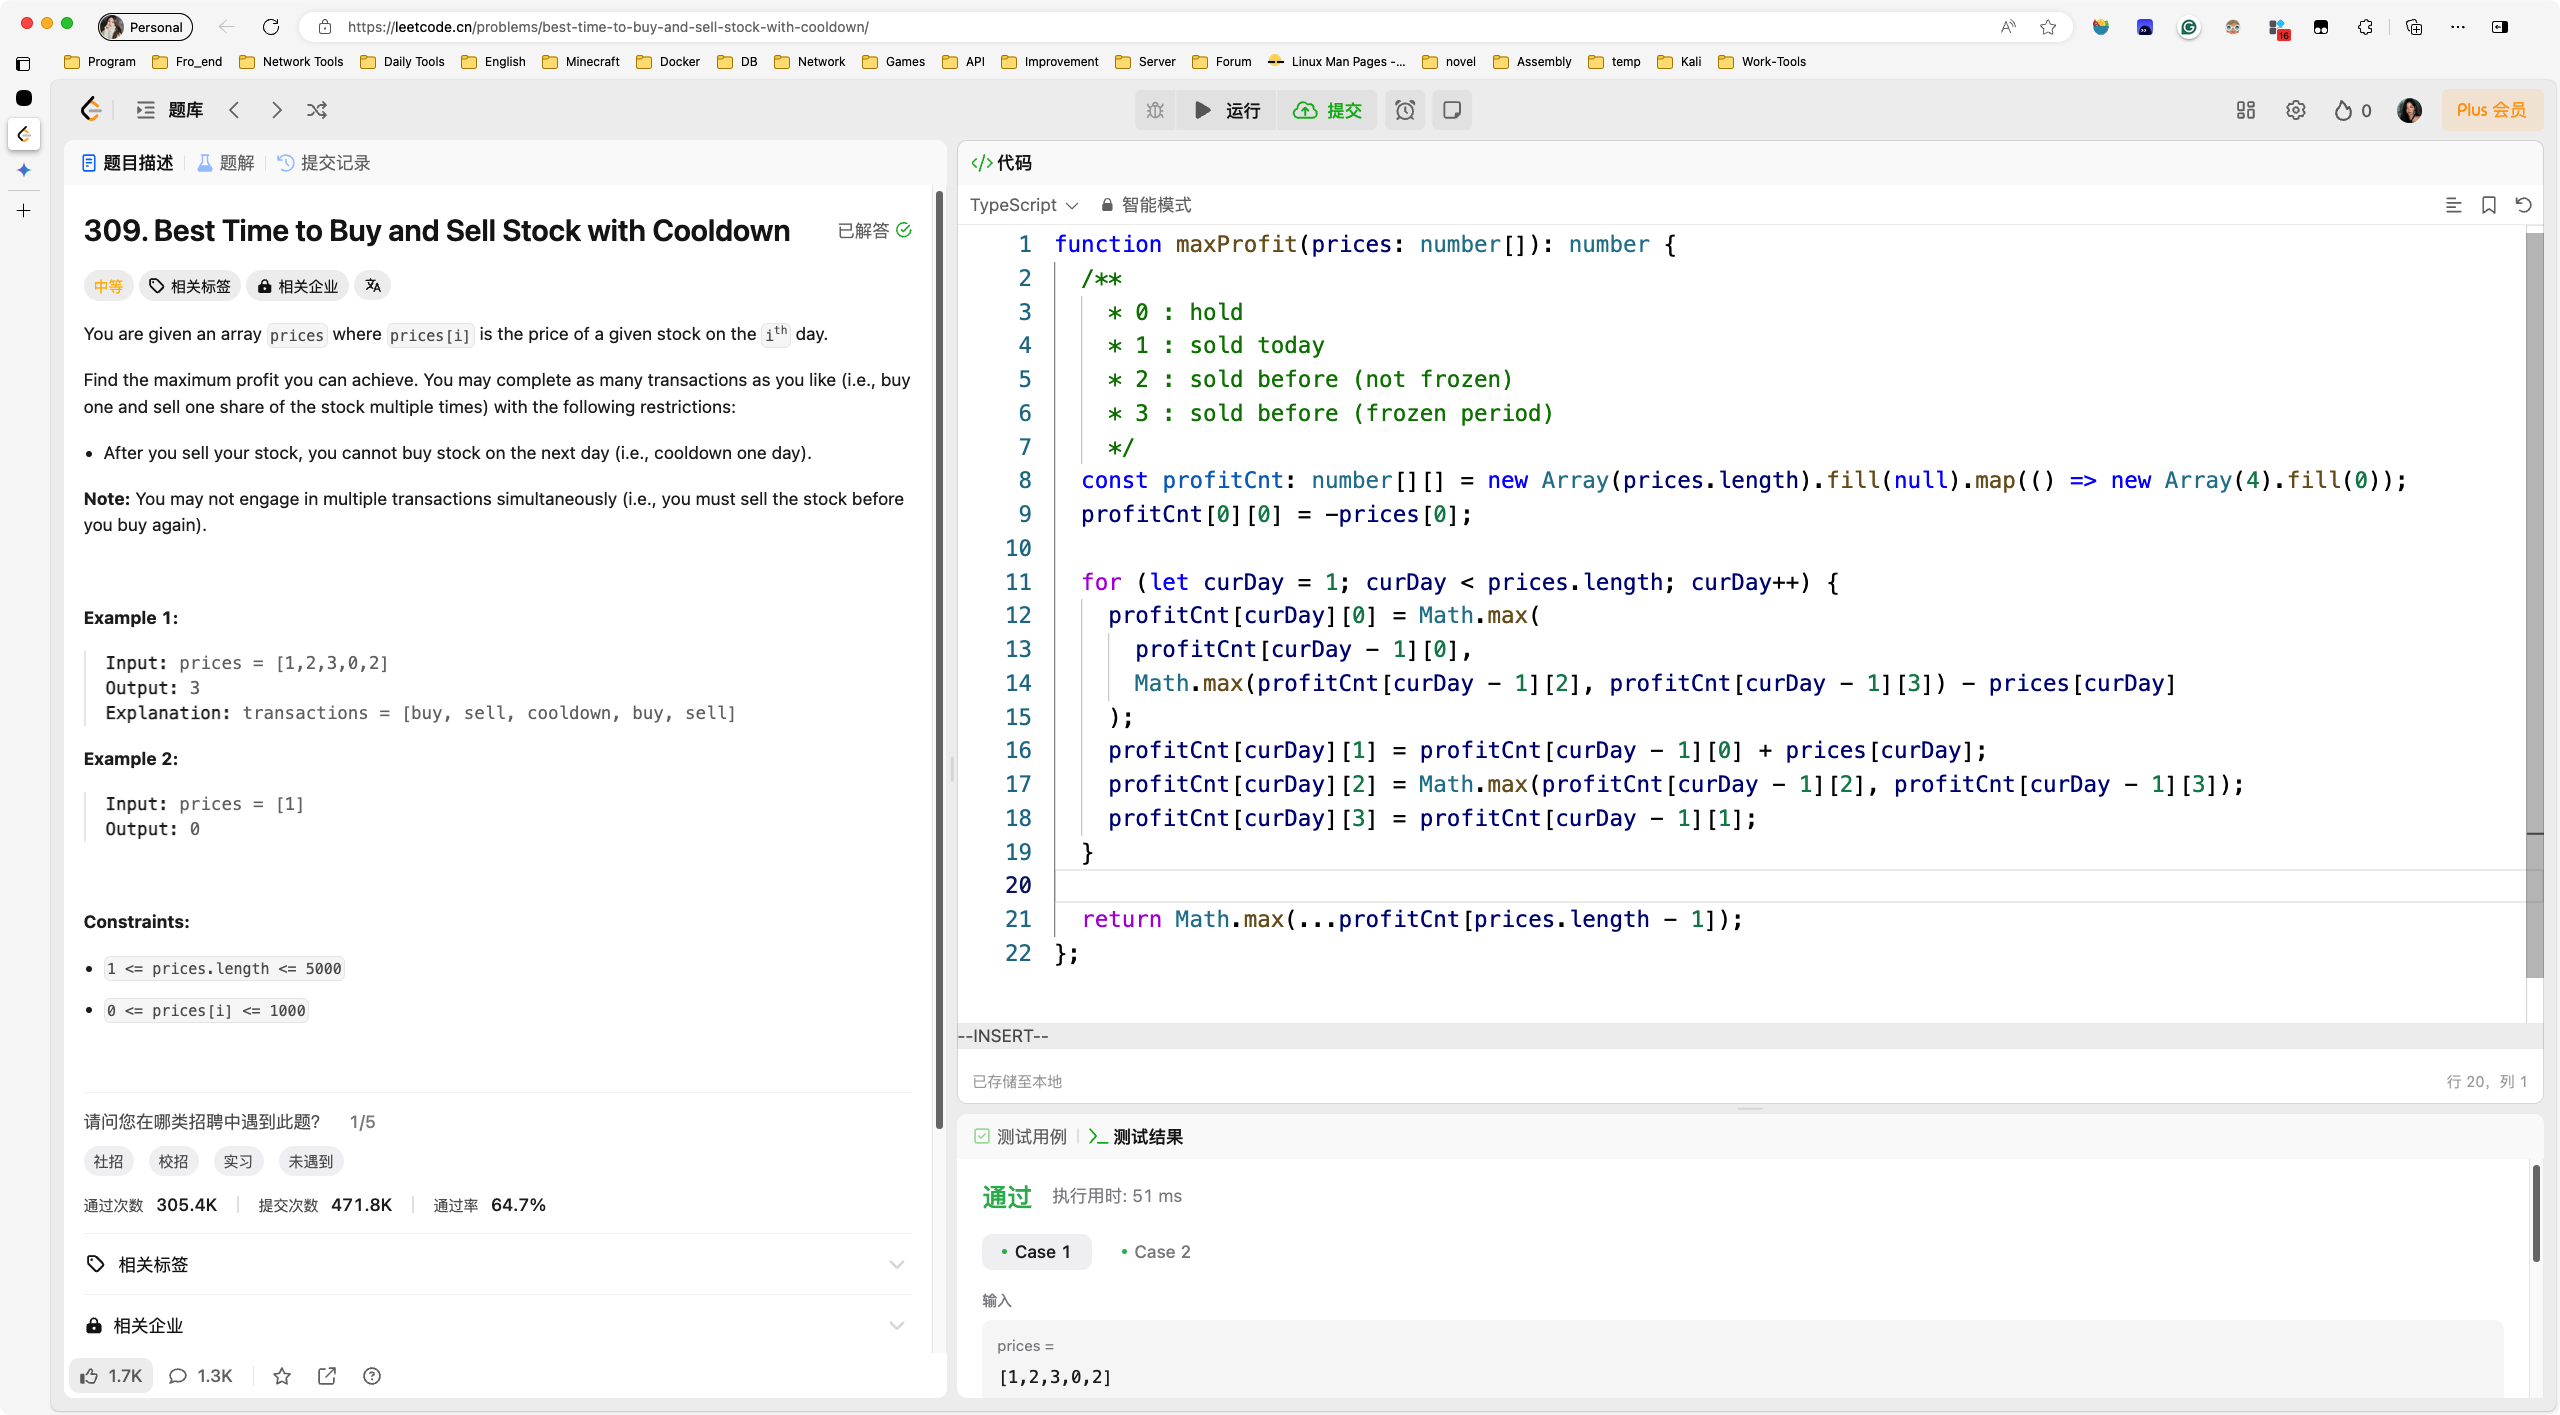 Personal
https://leetcode.cn/problems/best-time-to-buy-and-sell-stock-with-cooldown/
16
Program Fro_end Network Tools Daily Tools English Minecraft Docker DB Network Games API Improvement Server Forum Linux Man Pages -... novel Assembly temp Kali Work-Tools
题库
运行 提交
0 Plus 会员
题目描述 题解 提交记录
309. Best Time to Buy and Sell Stock with Cooldown
已解答
中等 相关标签 相关企业
You are given an array prices where prices[i] is the price of a given stock on the ith day.
Find the maximum profit you can achieve. You may complete as many transactions as you like (i.e., buy
one and sell one share of the stock multiple times) with the following restrictions:
• After you sell your stock, you cannot buy stock on the next day (i.e., cooldown one day).
Note: You may not engage in multiple transactions simultaneously (i.e., you must sell the stock before
you buy again).
Example 1:
Input: prices = [1,2,3,0,2]
Output: 3
Explanation: transactions = [buy, sell, cooldown, buy, sell]
Example 2:
Input: prices = [1]
Output: 0
Constraints:
• 1 <= prices.length <= 5000
• 0 <= prices[i] <= 1000
请问您在哪类招聘中遇到此题? 1/5
社招 校招 实习 未遇到
通过次数 305.4K 提交次数 471.8K 通过率 64.7%
相关标签
相关企业
1.7K 1.3K
</> 代码
TypeScript 智能模式
1 function maxProfit(prices: number[]): number {
2 /**
3 * 0 : hold
4 * 1 : sold today
5 * 2 : sold before (not frozen)
6 * 3 : sold before (frozen period)
7 */
8 const profitCnt: number[][] = new Array(prices.length).fill(null).map(() => new Array(4).fill(0));
9 profitCnt[0][0] = -prices[0];
10
11 for (let curDay = 1; curDay < prices.length; curDay++) {
12 profitCnt[curDay][0] = Math.max(
13 profitCnt[curDay - 1][0],
14 Math.max(profitCnt[curDay - 1][2], profitCnt[curDay - 1][3]) - prices[curDay]
15 );
16 profitCnt[curDay][1] = profitCnt[curDay - 1][0] + prices[curDay];
17 profitCnt[curDay][2] = Math.max(profitCnt[curDay - 1][2], profitCnt[curDay - 1][3]);
18 profitCnt[curDay][3] = profitCnt[curDay - 1][1];
19 }
20
21 return Math.max(...profitCnt[prices.length - 1]);
22 };
--INSERT--
已存储至本地 行 20, 列 1
测试用例 测试结果
通过 执行用时: 51 ms
• Case 1 • Case 2
输入
prices =
[1,2,3,0,2]